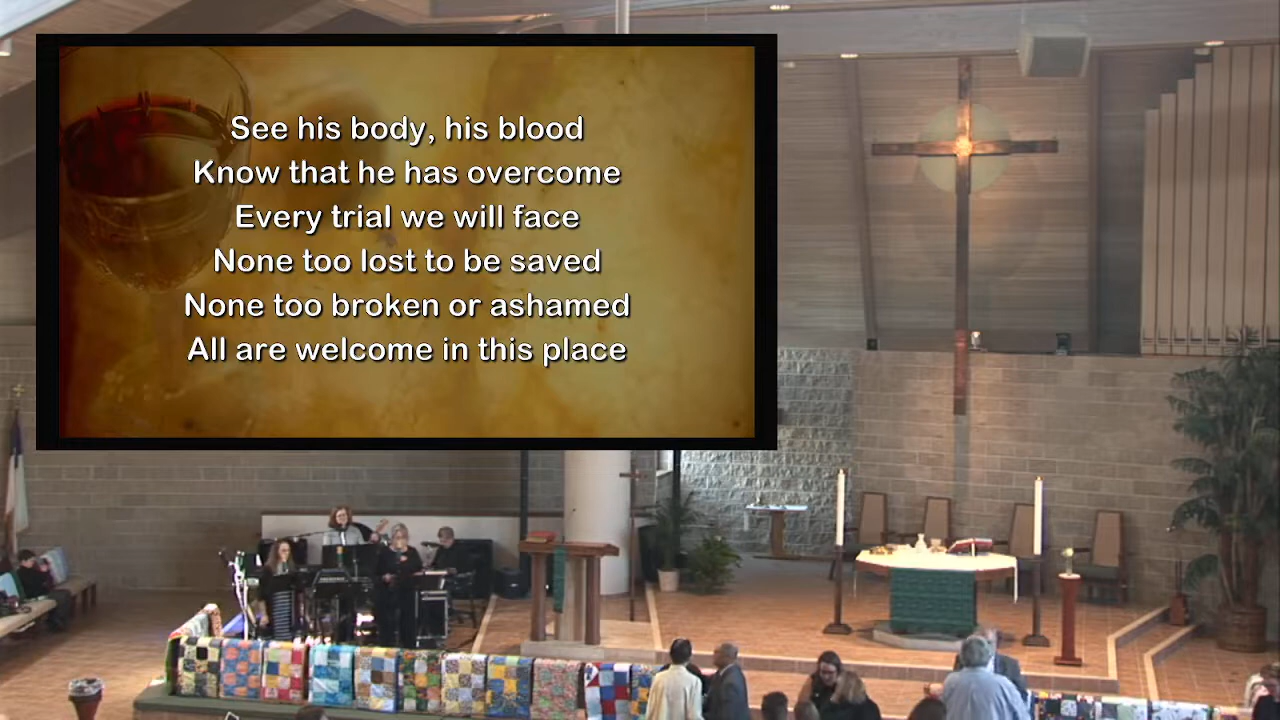 See his body, his blood
Know that he has overcome
Every trial we will face
None too lost to be saved
None too broken or ashamed
All are welcome in this place